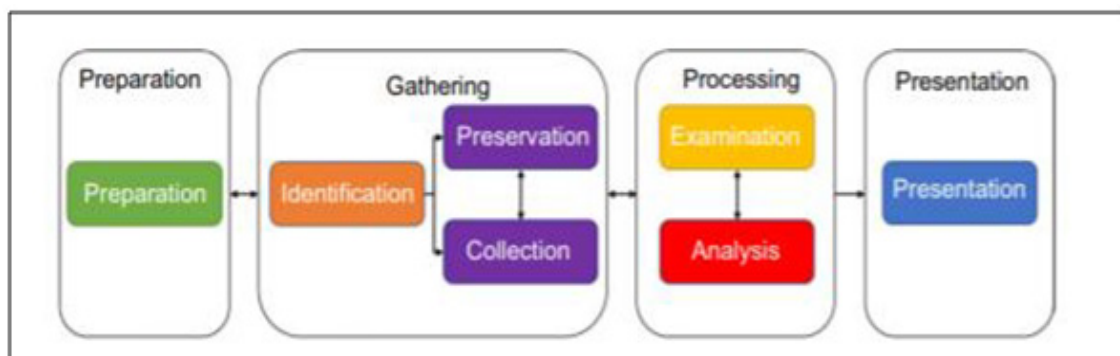 Preparation
Preparation
Gathering
Identification
Preservation
Collection
Processing
Examination
Analysis
Presentation
Presentation